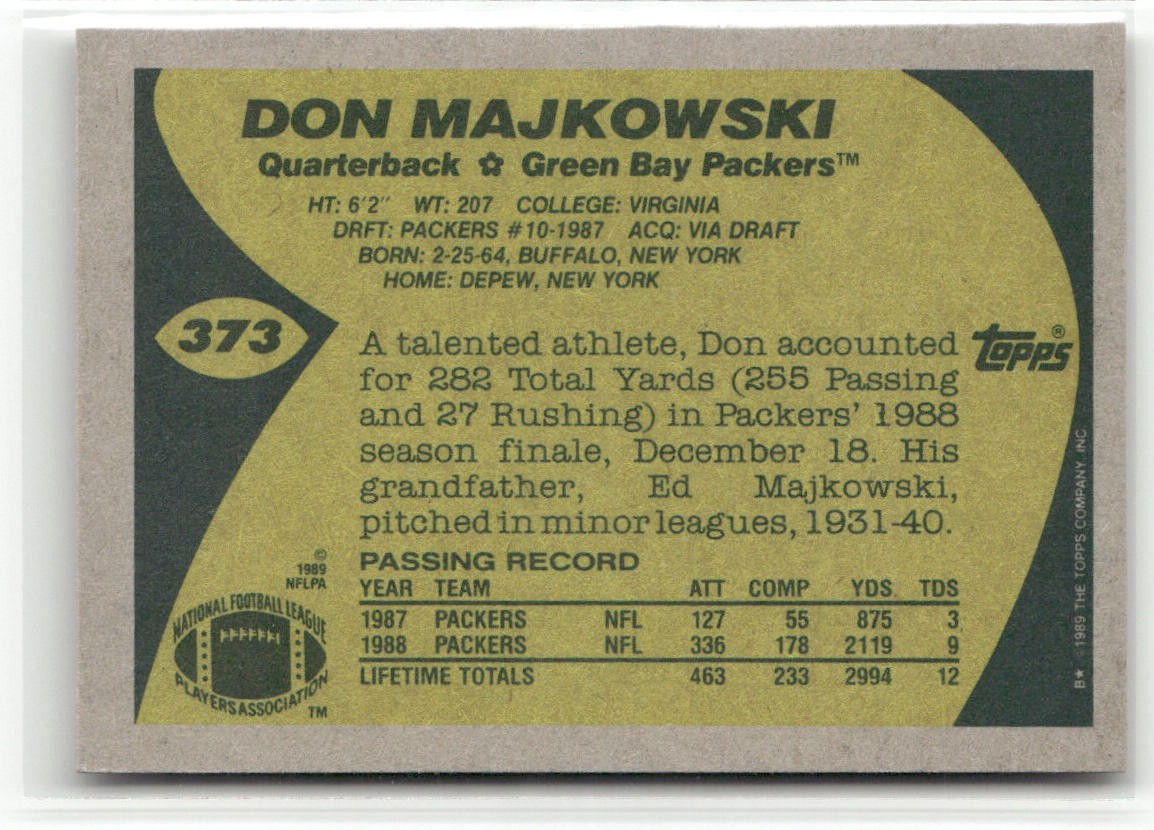 DON MAJKOWSKI
Quarterback ✿ Green Bay Packers™
HT: 6'2" WT: 207 COLLEGE: VIRGINIA
DRFT: PACKERS #10-1987 ACQ: VIA DRAFT
BORN: 2-25-64, BUFFALO, NEW YORK
HOME: DEPEW, NEW YORK
373
topps®
A talented athlete, Don accounted
for 282 Total Yards (255 Passing
and 27 Rushing) in Packers' 1988
season finale, December 18. His
grandfather, Ed Majkowski,
pitched in minor leagues, 1931-40.
©
1989
NFLPA
NATIONAL FOOTBALL LEAGUE
PLAYERS ASSOCIATION
TM
PASSING RECORD
YEAR TEAM ATT COMP YDS. TDS
1987 PACKERS NFL 127 55 875 3
1988 PACKERS NFL 336 178 2119 9
LIFETIME TOTALS 463 233 2994 12
B* ©1989 THE TOPPS COMPANY, INC.